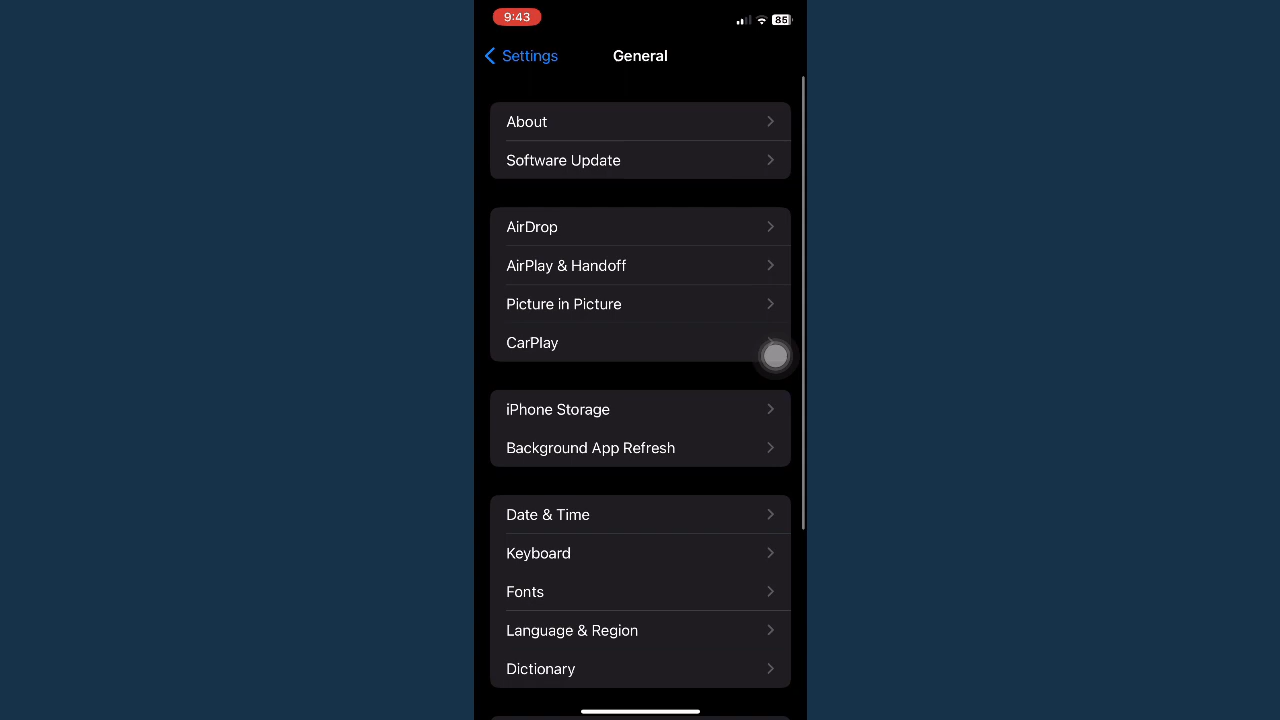 9:43
85
Settings
General
About
Software Update
AirDrop
AirPlay & Handoff
Picture in Picture
CarPlay
iPhone Storage
Background App Refresh
Date & Time
Keyboard
Fonts
Language & Region
Dictionary